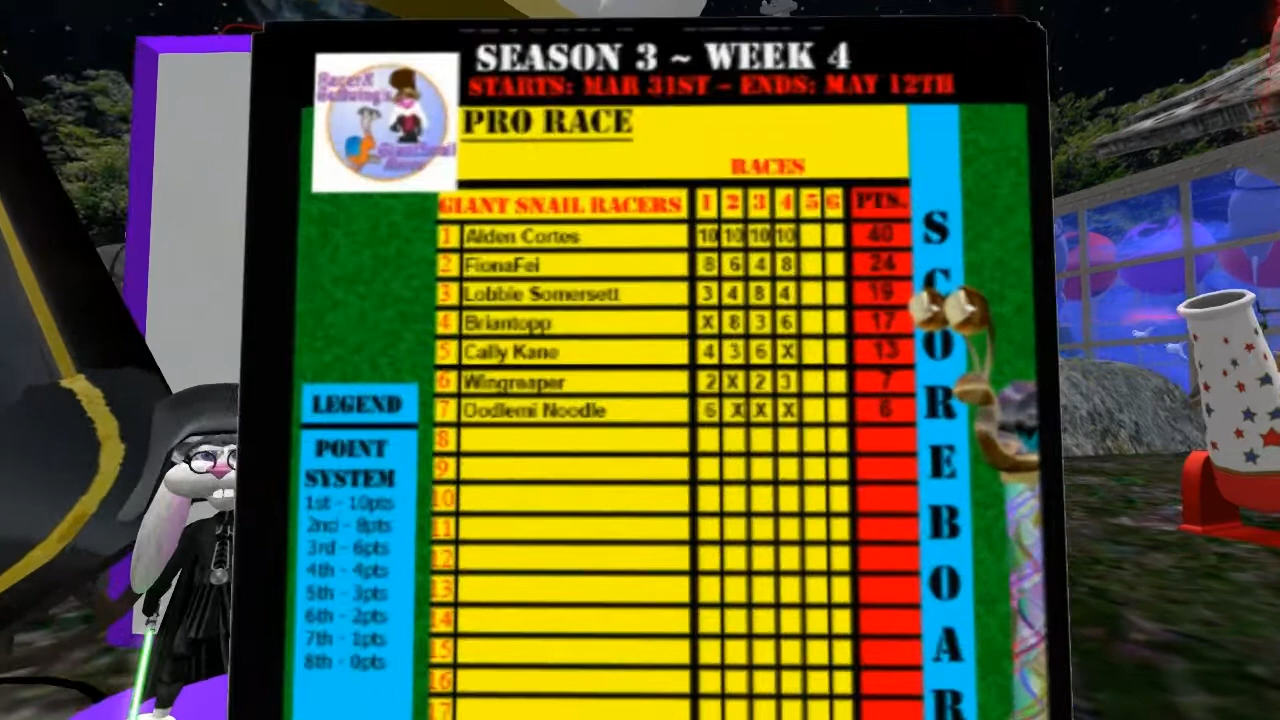 SEASON 3 ~ WEEK 4
STARTS: MAR 31ST – ENDS: MAY 12TH
RacerX
PRO RACE
RACES
GIANT SNAIL RACERS 1 2 3 4 5 6 PTS.
1 Alden Cortes 10 10 10 10 40
2 FionaFei 8 6 4 8 24
3 Lobbie Somersett 3 4 8 4 19
4 Briantopp X 8 3 6 17
5 Cally Kane 4 3 6 X 13
6 Wingreaper 2 X 2 3 7
7 Oodlemi Noodle 6 X X X 6
8
9
10
11
12
13
14
15
16
17
LEGEND
POINT
SYSTEM
1st - 10pts
2nd - 8pts
3rd - 6pts
4th - 4pts
5th - 3pts
6th - 2pts
7th - 1pts
8th - 0pts
SCOREBOAR